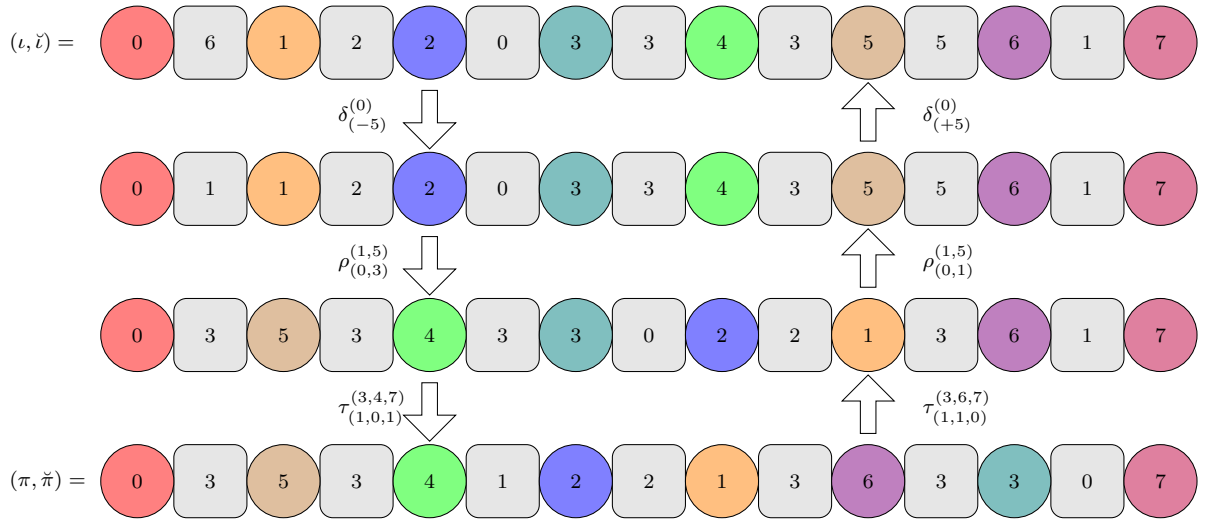 (ι, ῐ) = 0 6 1 2 2 0 3 3 4 3 5 5 6 1 7
δ^{(0)}_{(−5)} δ^{(0)}_{(+5)}
0 1 1 2 2 0 3 3 4 3 5 5 6 1 7
ρ^{(1,5)}_{(0,3)} ρ^{(1,5)}_{(0,1)}
0 3 5 3 4 3 3 0 2 2 1 3 6 1 7
τ^{(3,4,7)}_{(1,0,1)} τ^{(3,6,7)}_{(1,1,0)}
(π, π̆) = 0 3 5 3 4 1 2 2 1 3 6 3 3 0 7